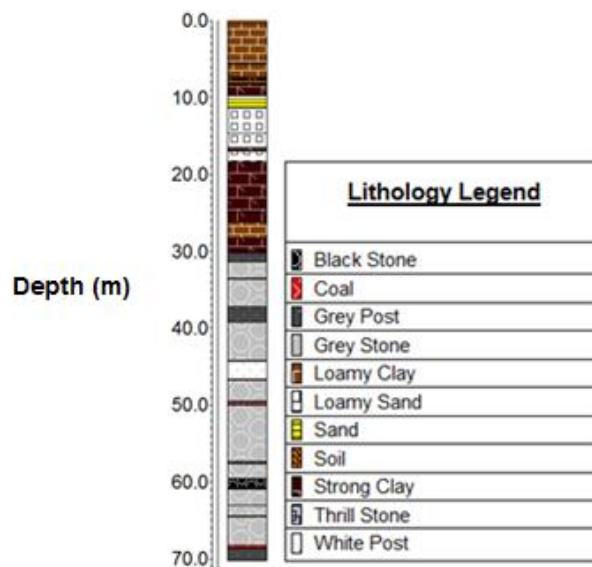 0.0
10.0
20.0
30.0
Depth (m)
40.0
50.0
60.0
70.0
Lithology Legend
Black Stone
Coal
Grey Post
Grey Stone
Loamy Clay
Loamy Sand
Sand
Soil
Strong Clay
Thrill Stone
White Post